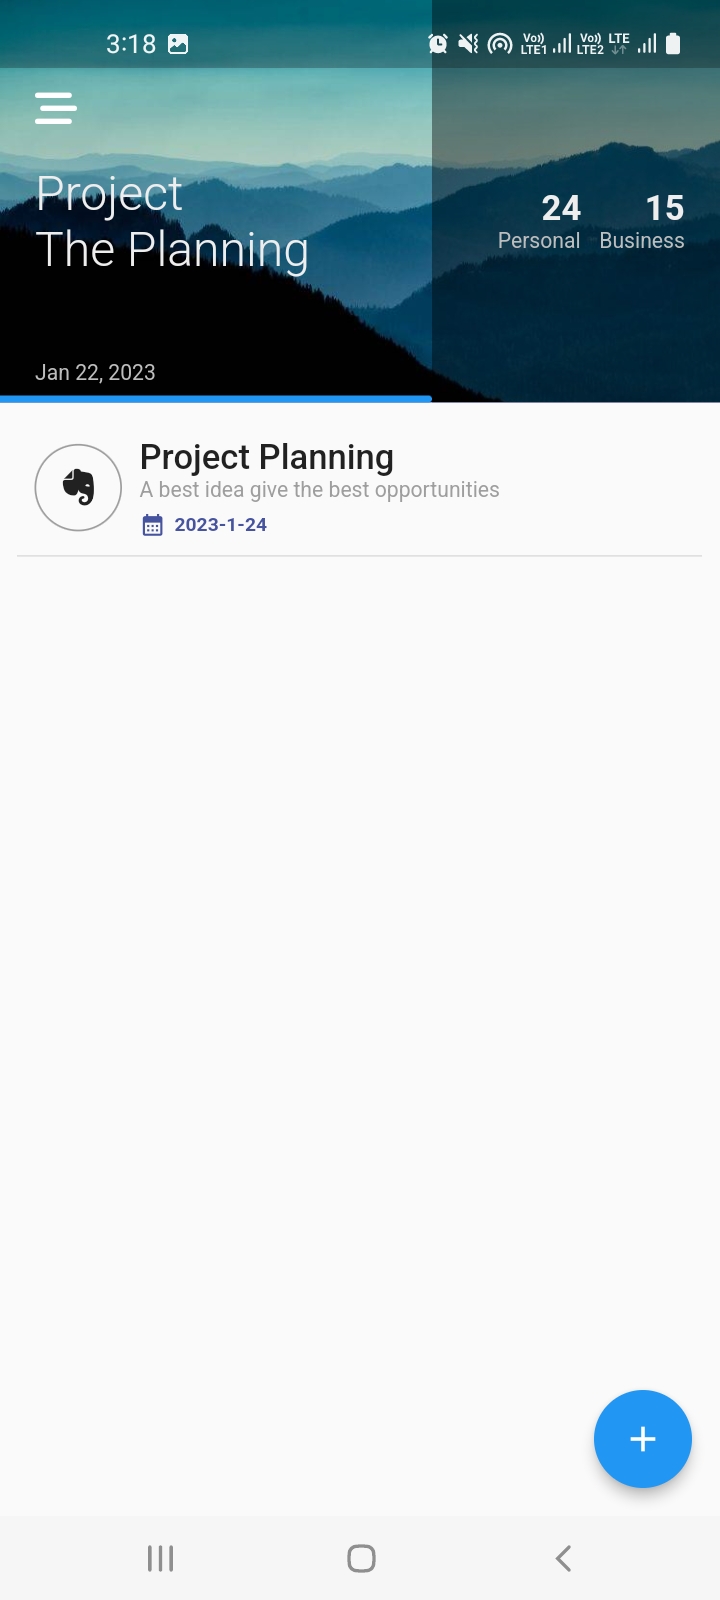 3:18
Vo)) LTE1 Vo)) LTE2 LTE
Project
The Planning
24 15
Personal Business
Jan 22, 2023
Project Planning
A best idea give the best opportunities
2023-1-24